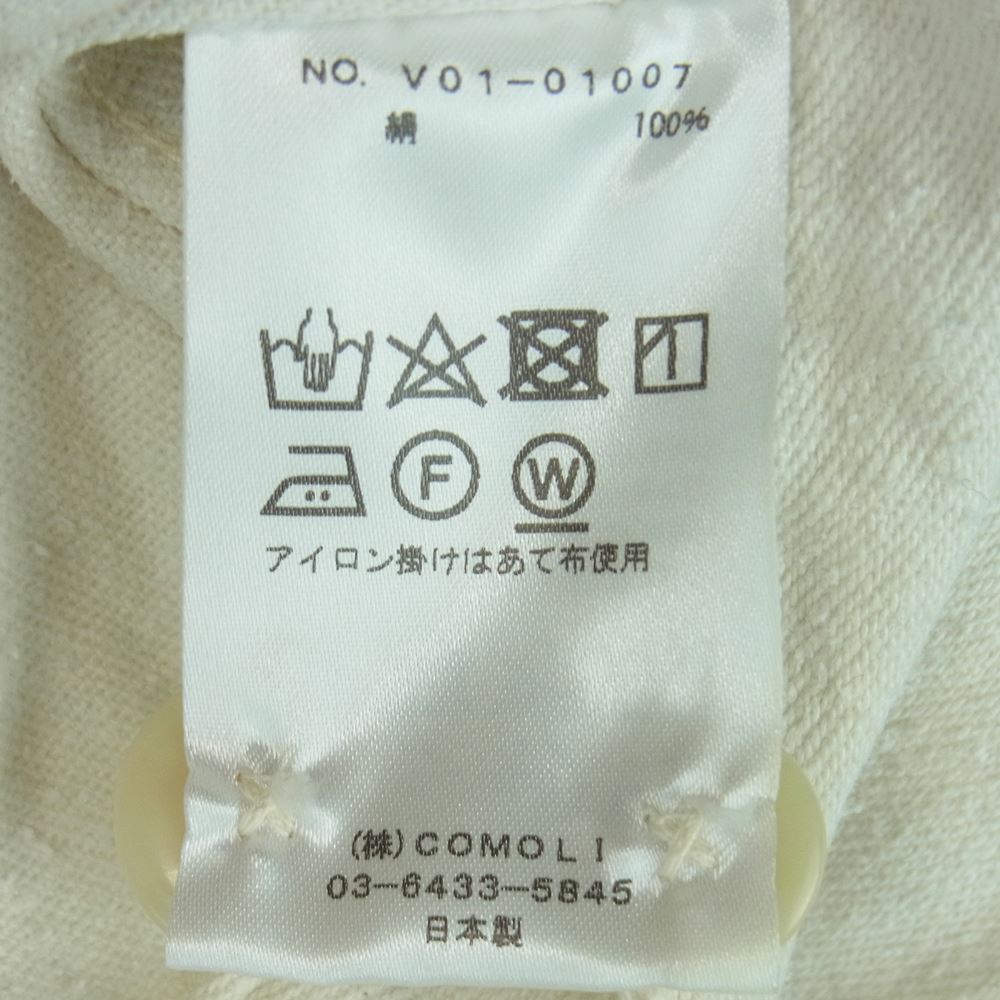 NO. V01-01007
絹 100%
F W
アイロン掛けはあて布使用
(株)COMOLI
03-6433-5845
日本製